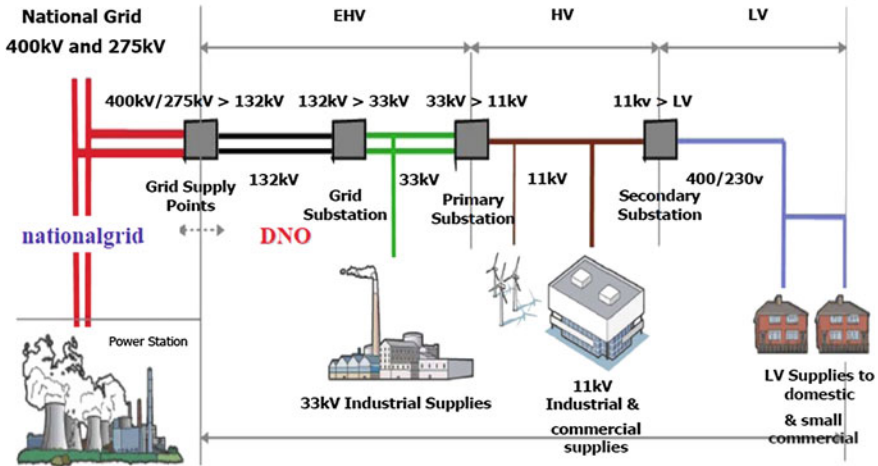 National Grid
400kV and 275kV
EHV
HV
LV
400kV/275kV > 132kV
132kV > 33kV
33kV > 11kV
11kv > LV
132kV
33kV
11kV
400/230v
Grid Supply
Points
Grid
Substation
Primary
Substation
Secondary
Substation
nationalgrid
DNO
Power Station
33kV Industrial Supplies
11kV
Industrial &
commercial
supplies
LV Supplies to
domestic
& small
commercial